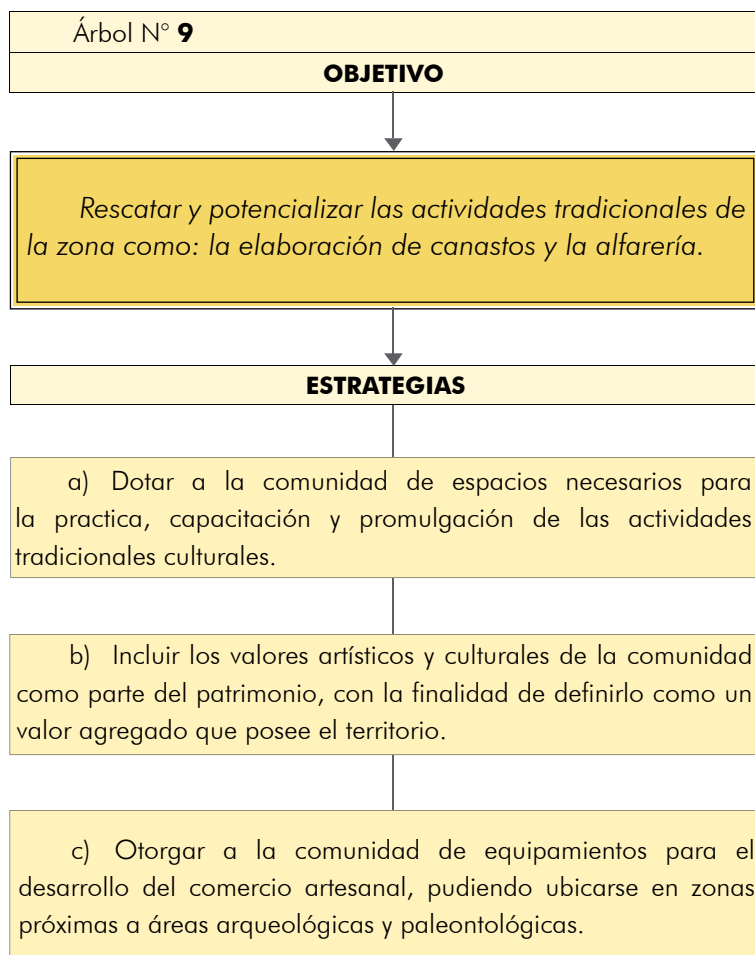 Árbol N° 9
OBJETIVO
Rescatar y potencializar las actividades tradicionales de
la zona como: la elaboración de canastos y la alfarería.
ESTRATEGIAS
a) Dotar a la comunidad de espacios necesarios para
la practica, capacitación y promulgación de las actividades
tradicionales culturales.
b) Incluir los valores artísticos y culturales de la comunidad
como parte del patrimonio, con la finalidad de definirlo como un
valor agregado que posee el territorio.
c) Otorgar a la comunidad de equipamientos para el
desarrollo del comercio artesanal, pudiendo ubicarse en zonas
próximas a áreas arqueológicas y paleontológicas.